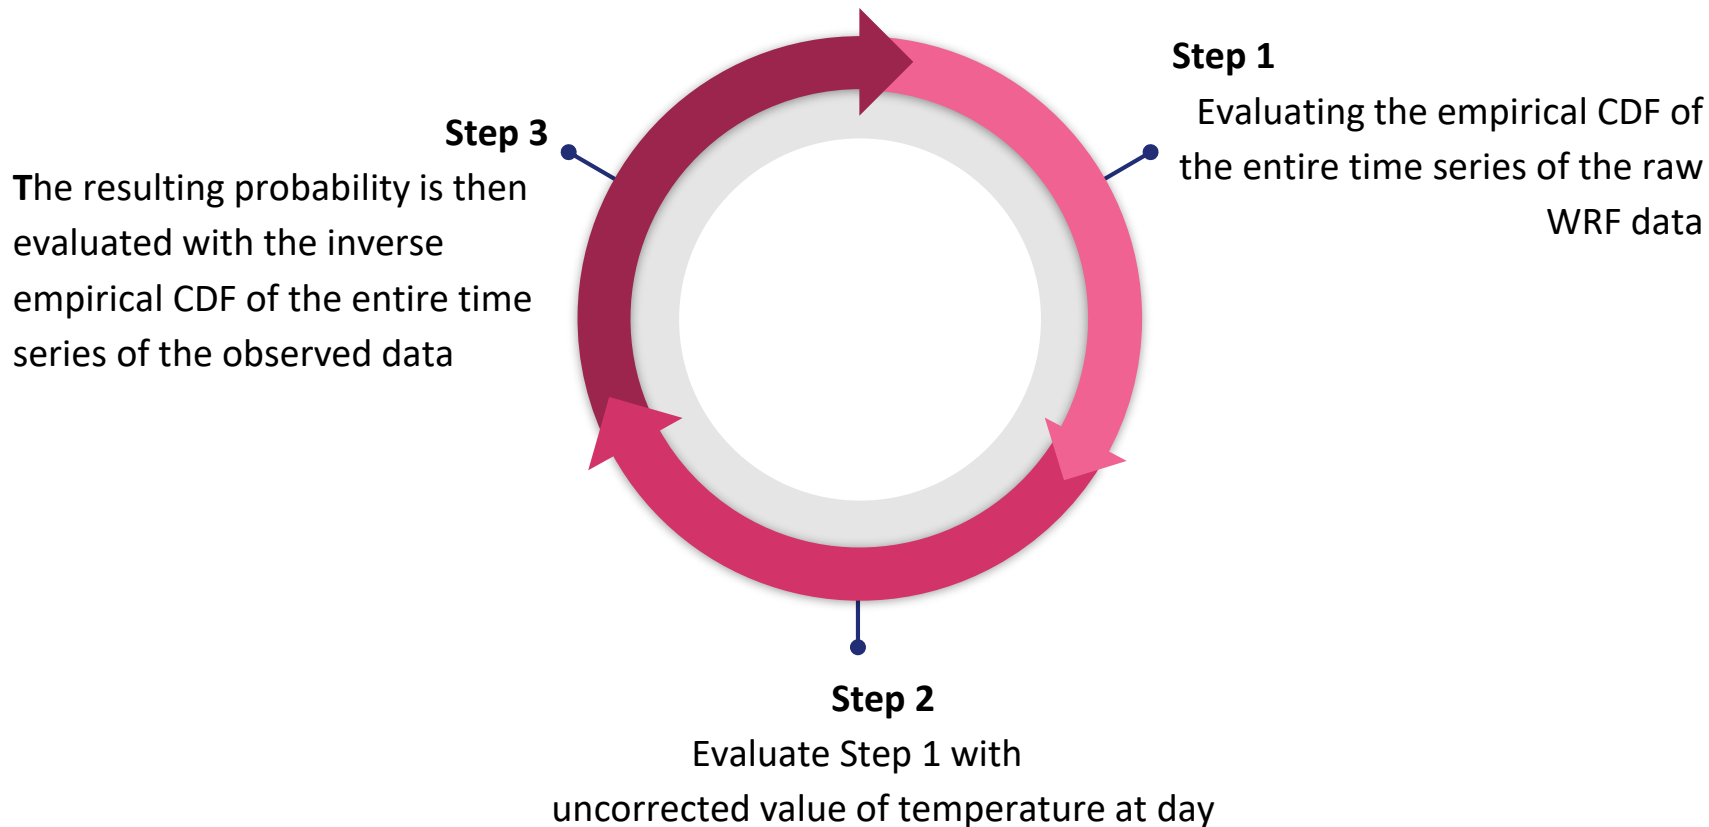 Step 1
Evaluating the empirical CDF of
the entire time series of the raw
WRF data
Step 2
Evaluate Step 1 with
uncorrected value of temperature at day
Step 3
The resulting probability is then
evaluated with the inverse
empirical CDF of the entire time
series of the observed data